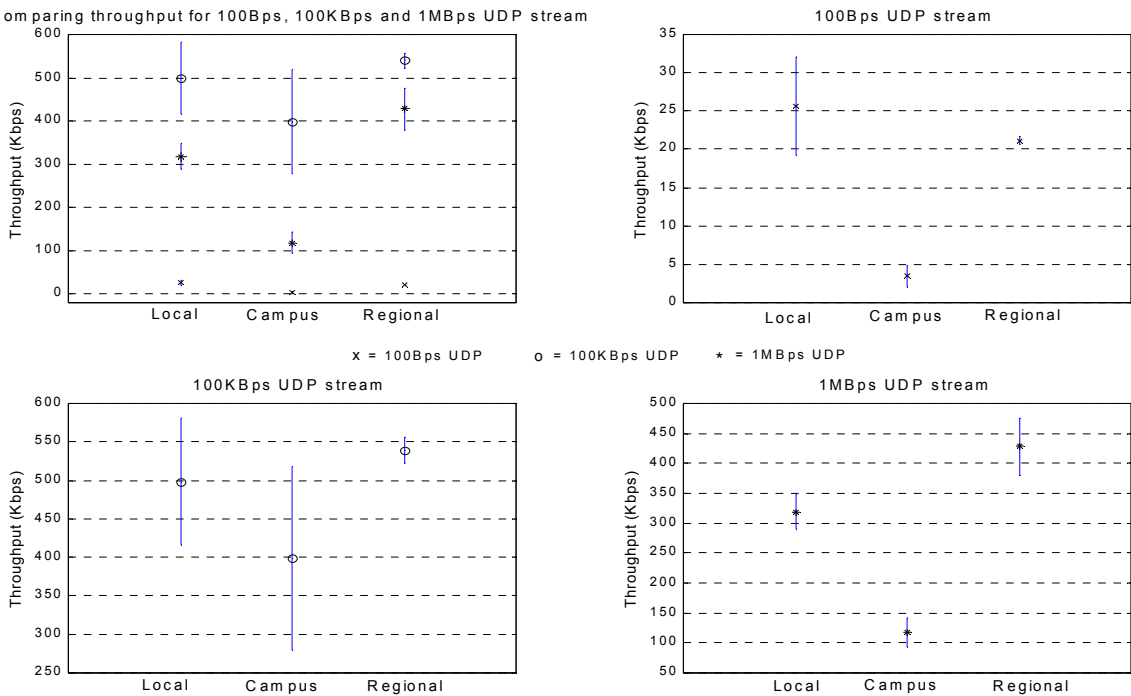 omparing throughput for 100Bps, 100KBps and 1MBps UDP stream
Throughput (Kbps)
600
500
400
300
200
100
0
Local Campus Regional
100Bps UDP stream
Throughput (Kbps)
35
30
25
20
15
10
5
0
Local Campus Regional
x = 100Bps UDP o = 100KBps UDP * = 1MBps UDP
100KBps UDP stream
Throughput (Kbps)
600
550
500
450
400
350
300
250
Local Campus Regional
1MBps UDP stream
Throughput (Kbps)
500
450
400
350
300
250
200
150
100
50
Local Campus Regional